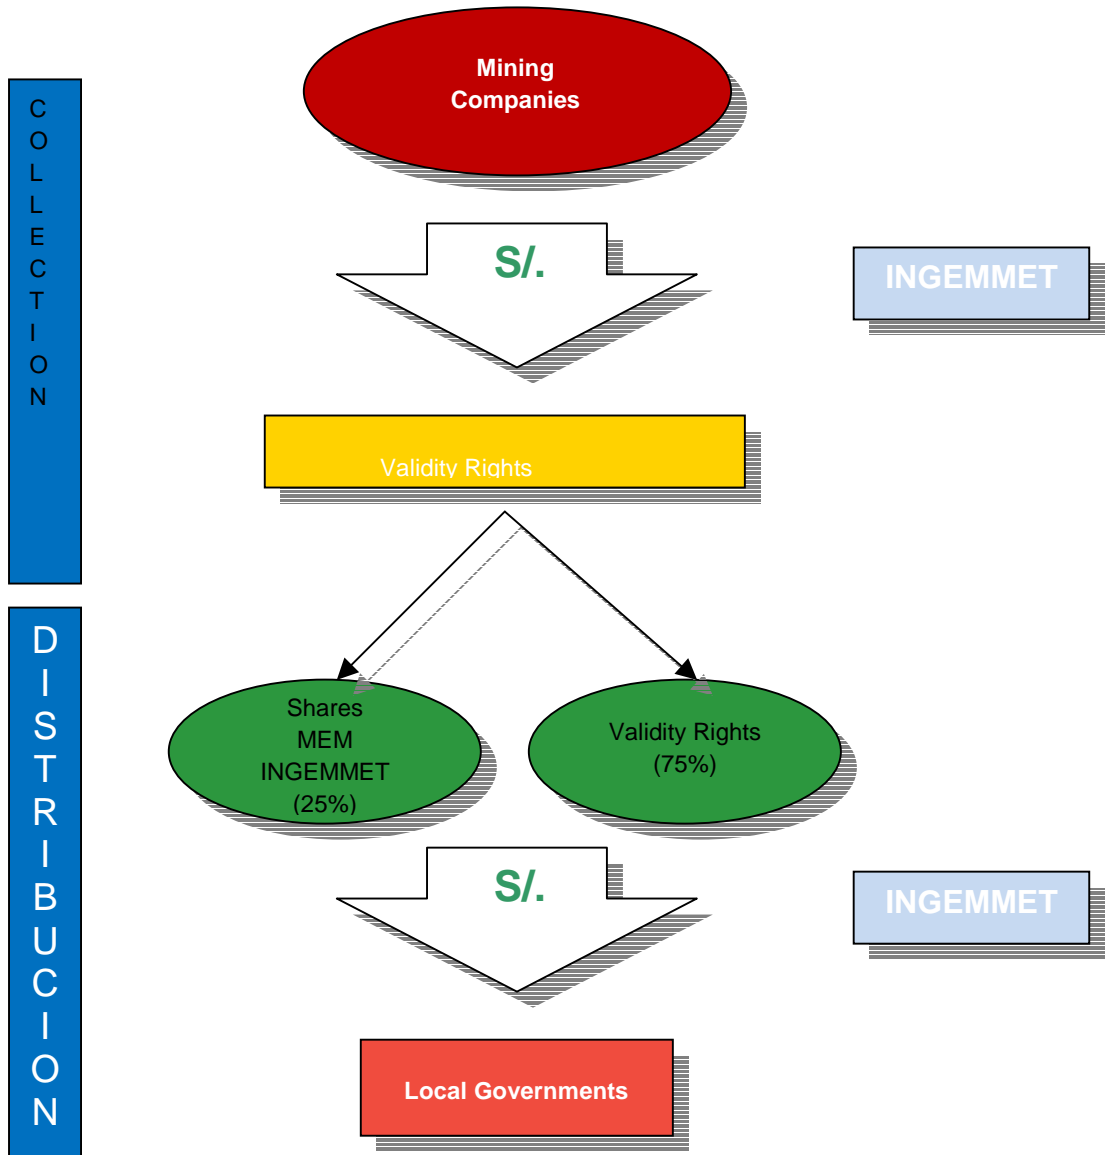 COLLECTION
Mining
Companies
S/.
INGEMMET
Validity Rights
DISTRIBUCION
Shares
MEM
INGEMMET
(25%)
Validity Rights
(75%)
S/.
INGEMMET
Local Governments